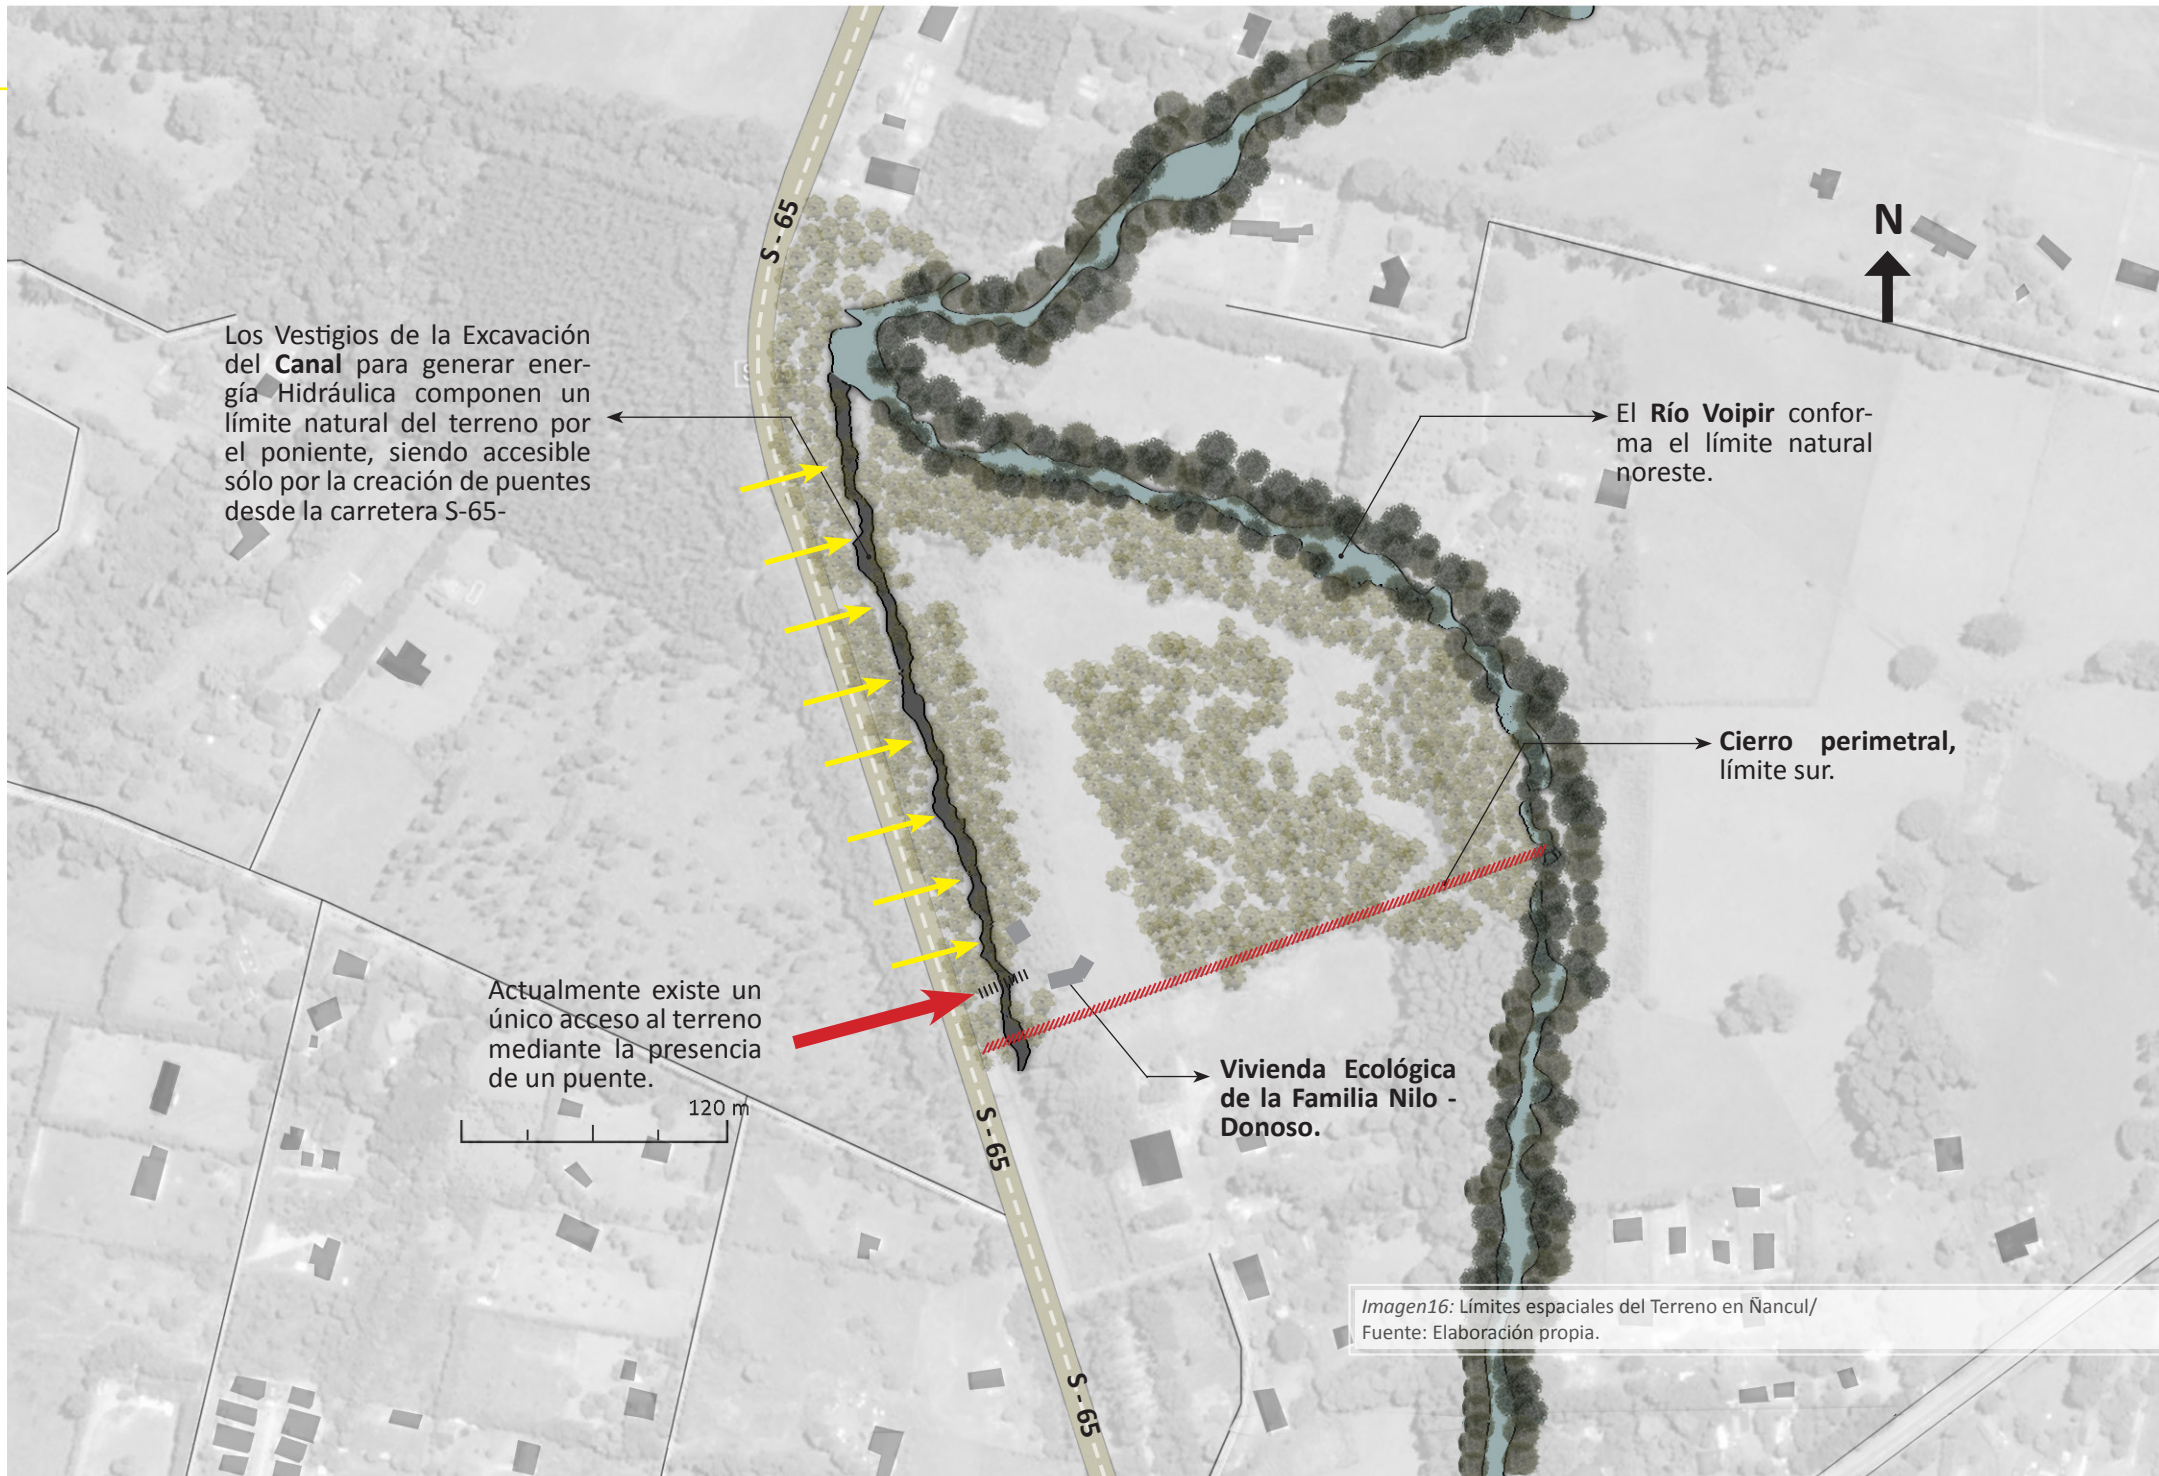 S - 65
N
Los Vestigios de la Excavación
del Canal para generar ener-
gía Hidráulica componen un
límite natural del terreno por
el poniente, siendo accesible
sólo por la creación de puentes
desde la carretera S-65-
El Río Voipir confor-
ma el límite natural
noreste.
Cierro perimetral,
límite sur.
Actualmente existe un
único acceso al terreno
mediante la presencia
de un puente.
120 m
Vivienda Ecológica
de la Familia Nilo -
Donoso.
S - 65
Imagen16: Límites espaciales del Terreno en Ñancul/
Fuente: Elaboración propia.
S - 65